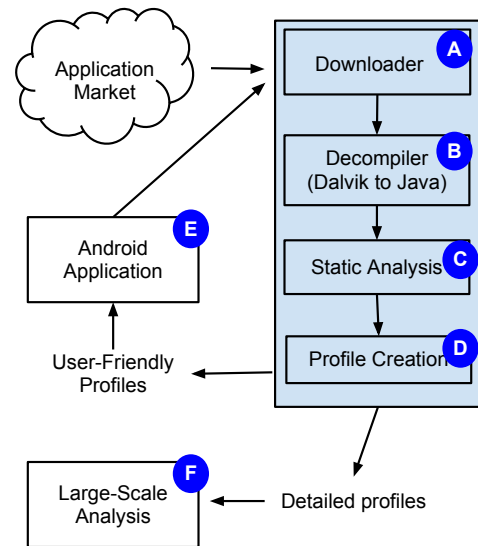 Application
Market
A
Downloader
B
Decompiler
(Dalvik to Java)
E
Android
Application
C
Static Analysis
D
Profile Creation
User-Friendly
Profiles
F
Large-Scale
Analysis
Detailed profiles